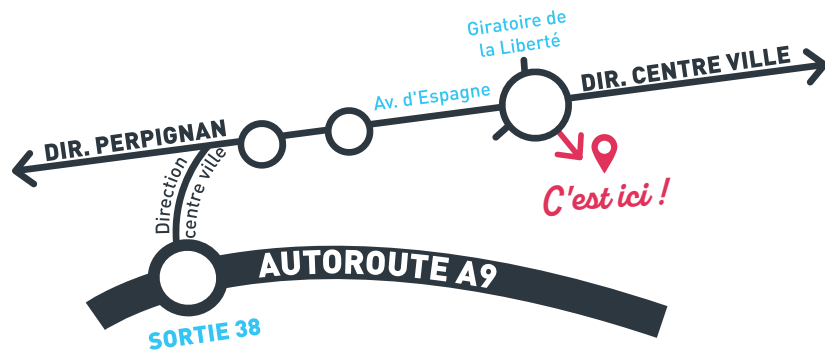 Giratoire de
la Liberté
DIR. CENTRE VILLE
Av. d'Espagne
DIR. PERPIGNAN
Direction
centre ville
C'est ici !
AUTOROUTE A9
SORTIE 38